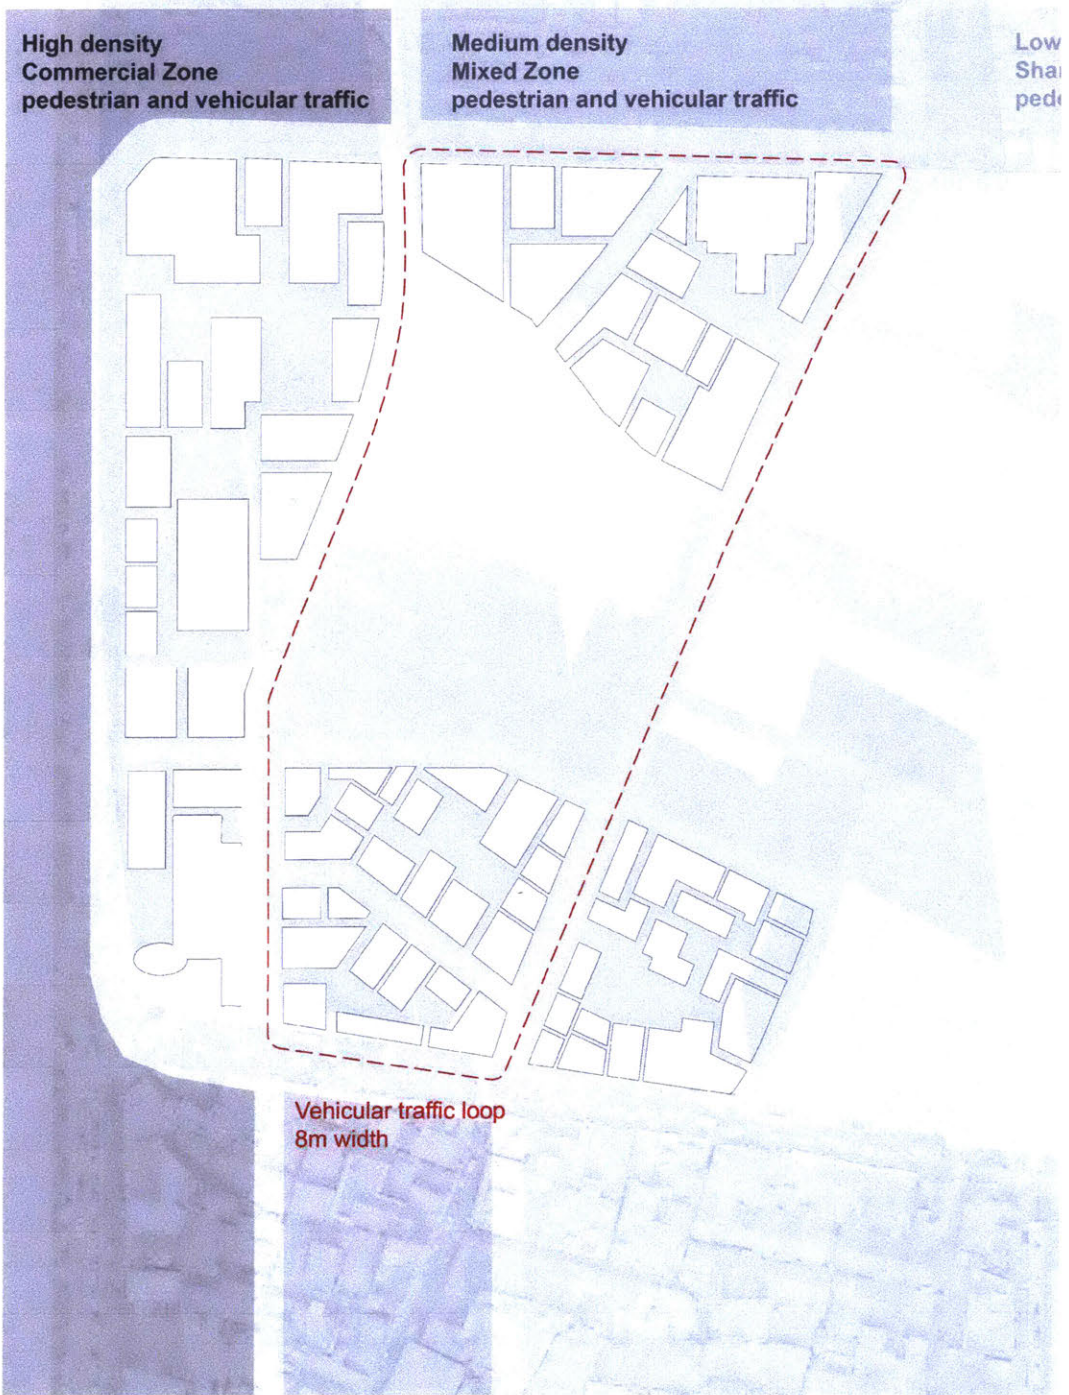 High density
Commercial Zone
pedestrian and vehicular traffic
Medium density
Mixed Zone
pedestrian and vehicular traffic
Low
Vehicular traffic loop
8m width